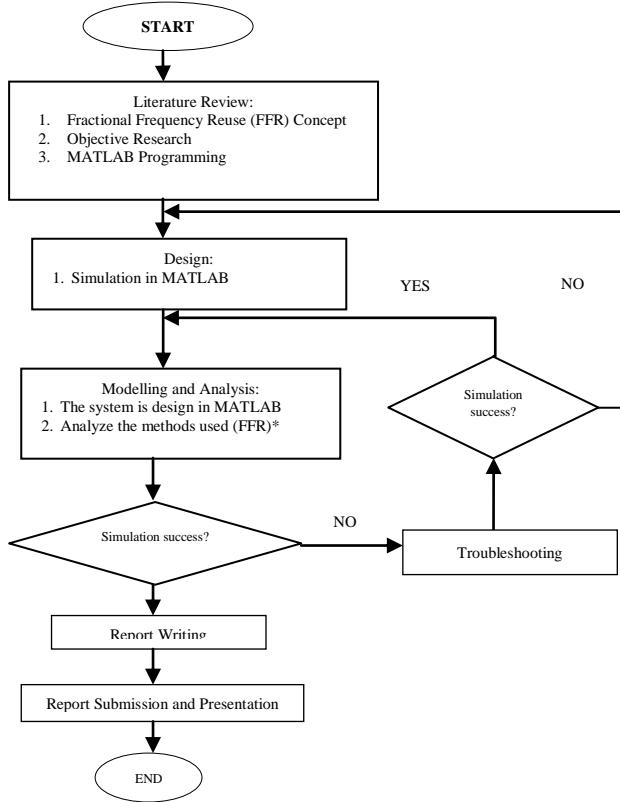 START
Literature Review:
1. Fractional Frequency Reuse (FFR) Concept
2. Objective Research
3. MATLAB Programming
Design:
1. Simulation in MATLAB
YES
NO
Modelling and Analysis:
1. The system is design in MATLAB
2. Analyze the methods used (FFR)*
Simulation
success?
Simulation success?
NO
Troubleshooting
Report Writing
Report Submission and Presentation
END